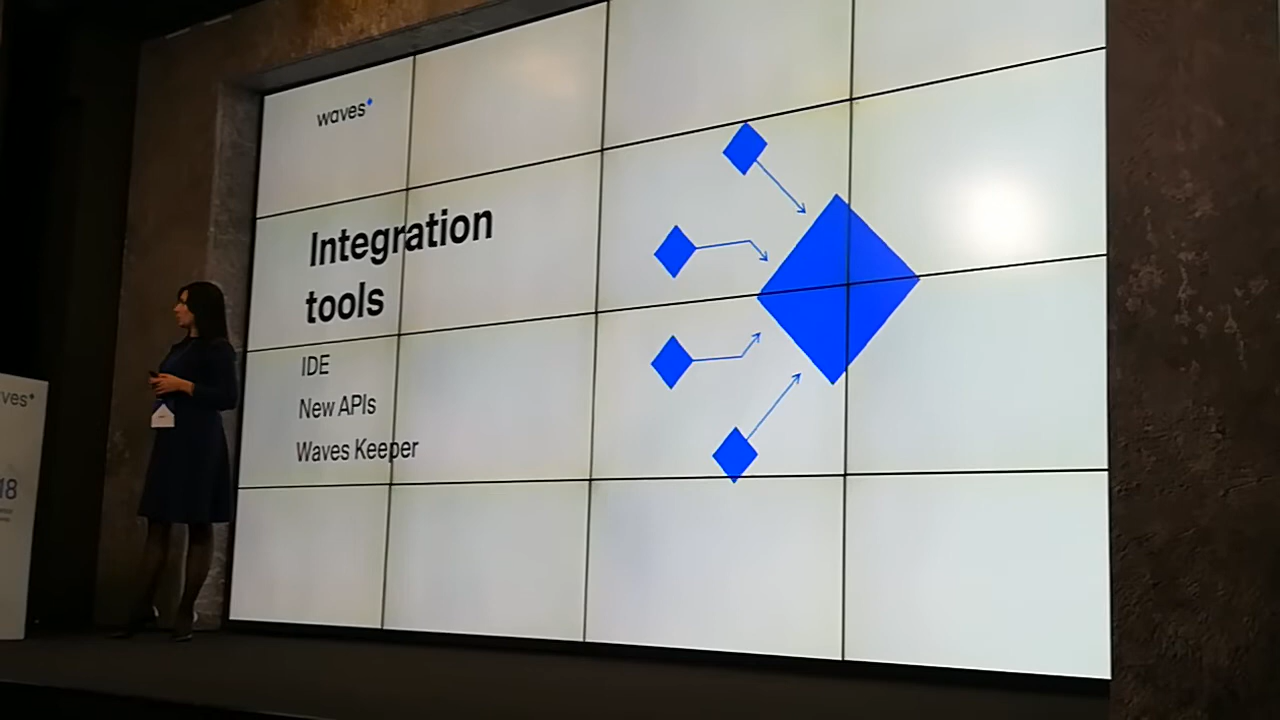 waves
Integration
tools
IDE
New APIs
Waves Keeper
ves
18